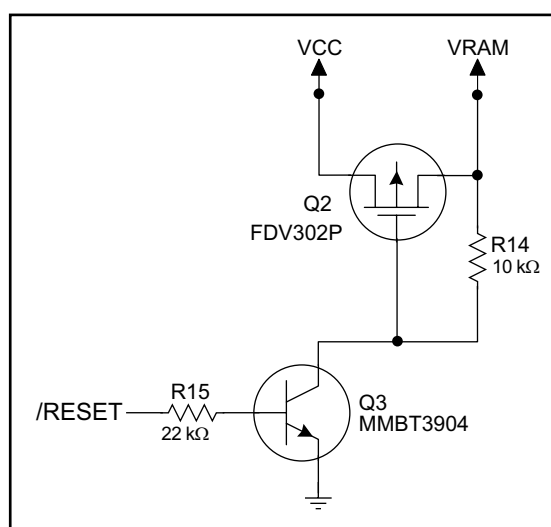 VCC
VRAM
Q2
FDV302P
R14
10 kΩ
R15
/RESET
22 kΩ
Q3
MMBT3904